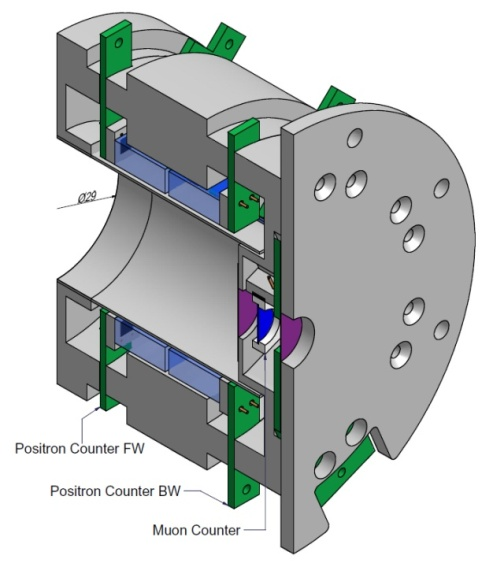 Ø29
Positron Counter FW
Positron Counter BW
Muon Counter